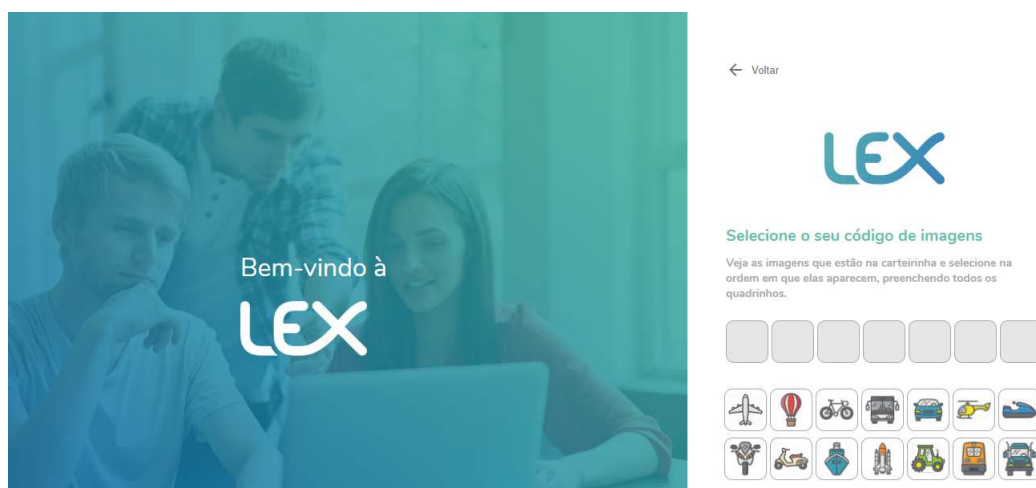 Bem-vindo à
LEX
Voltar
LEX
Selecione o seu código de imagens
Veja as imagens que estão na carteirinha e selecione na
ordem em que elas aparecem, preenchendo todos os
quadrinhos.